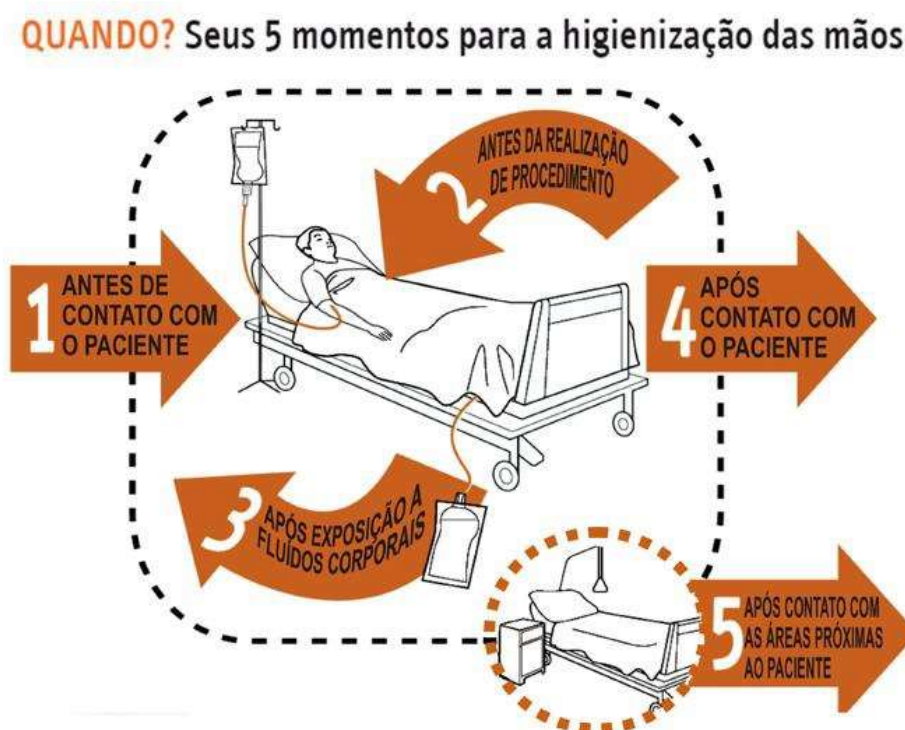 QUANDO? Seus 5 momentos para a higienização das mãos
1
ANTES DE
CONTATO COM
O PACIENTE
2
ANTES DA REALIZAÇÃO
DE PROCEDIMENTO
3
APÓS EXPOSIÇÃO A
FLUÍDOS CORPORAIS
4
APÓS
CONTATO COM
O PACIENTE
5
APÓS CONTATO COM
AS ÁREAS PRÓXIMAS
AO PACIENTE